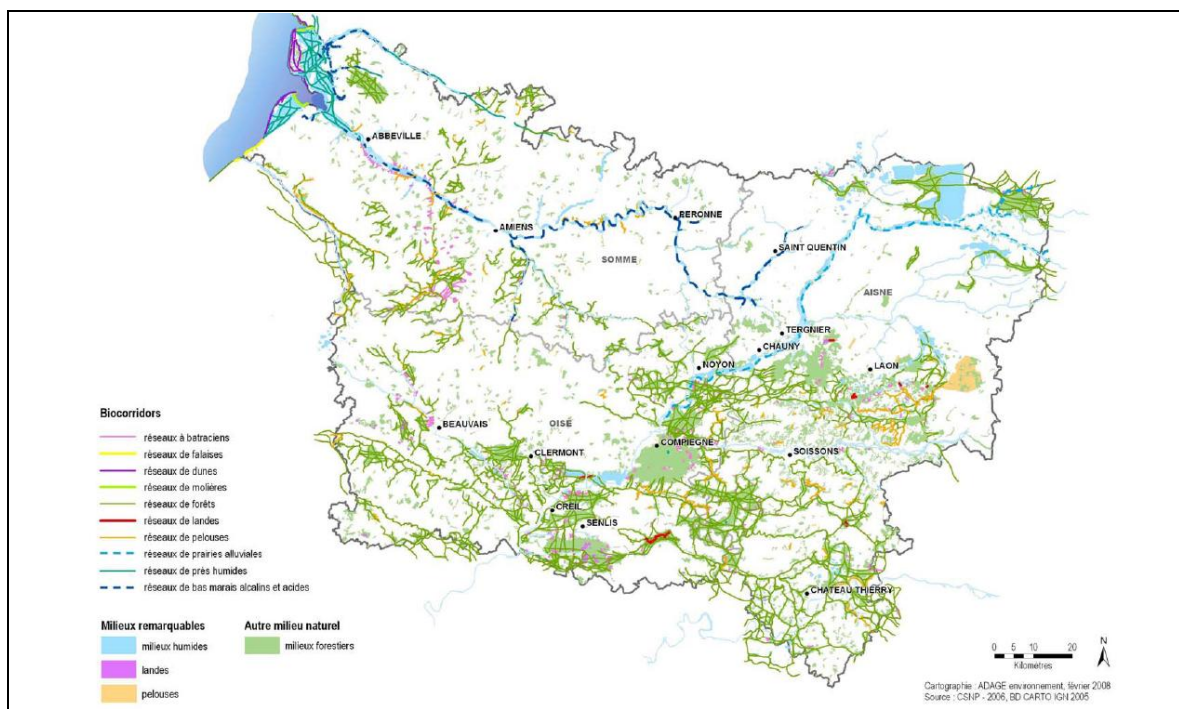 ABBEVILLE
AMIENS
PERONNE
SOMME
SAINT QUENTIN
AISNE
TERGNIER
CHAUNY
NOYON
LAON
BEAUVAIS
OISE
CLERMONT
COMPIEGNE
SOISSONS
CREIL
SENLIS
CHATEAU THIERRY
Biocorridors
réseaux à batraciens
réseaux de falaises
réseaux de dunes
réseaux de molières
réseaux de forêts
réseaux de landes
réseaux de pelouses
réseaux de prairies alluviales
réseaux de près humides
réseaux de bas marais alcalins et acides
Milieux remarquables
milieux humides
landes
pelouses
Autre milieu naturel
milieux forestiers
0 5 10 20
Kilomètres
N
Cartographie : ADAGE environnement, février 2008
Source : CSNP - 2006, BD CARTO IGN 2005